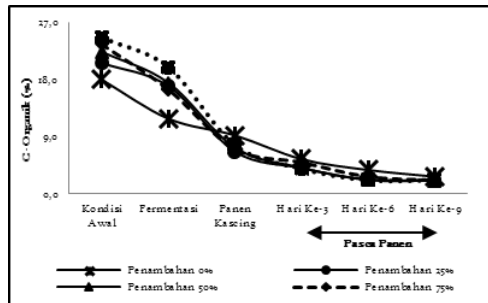 27,0
18,0
9,0
0,0
C- Organik (%)
Kondisi Awal
Fermentasi
Panen Kascing
Hari Ke-3
Hari Ke-6
Hari Ke-9
Pasca Panen
Penambahan 0%
Penambahan 25%
Penambahan 50%
Penambahan 75%